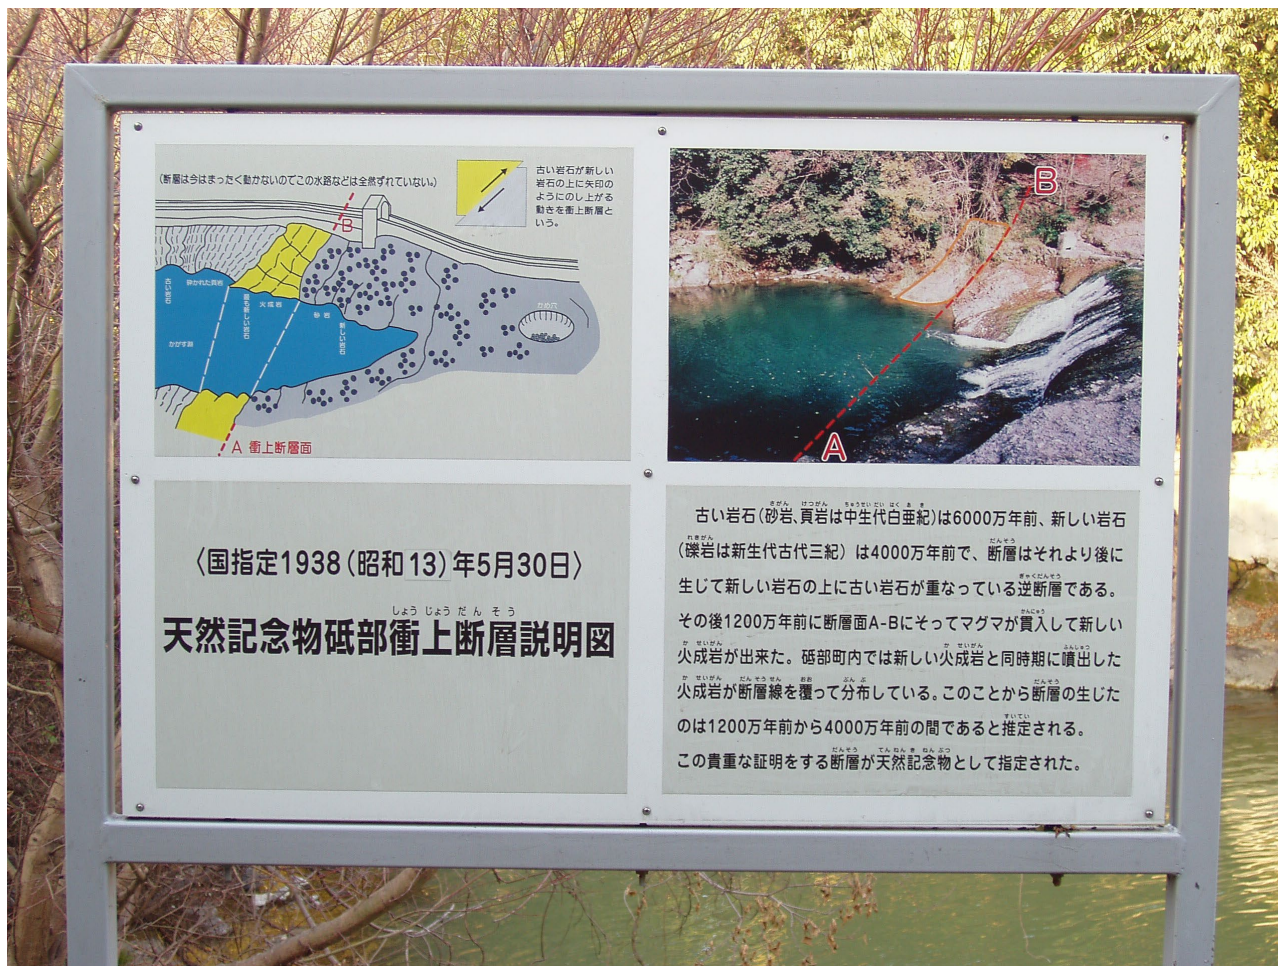 (断層は今はまったく動かないのでこの水路などは全然ずれていない。)
古い岩石が新しい
岩石の上に矢印の
ようにのし上がる
動きを衝上断層と
いう。
B
古い岩石
砕かれた頁岩
最も新しい岩石
火成岩
砂岩
新しい岩石
かめ穴
A 衝上断層面
B
A
〈国指定1938(昭和13)年5月30日〉
天然記念物砥部衝上断層説明図
古い岩石(砂岩、頁岩は中生代白亜紀)は6000万年前、新しい岩石
(礫岩は新生代古代三紀)は4000万年前で、断層はそれより後に
生じて新しい岩石の上に古い岩石が重なっている逆断層である。
その後1200万年前に断層面A-Bにそってマグマが貫入して新しい
火成岩が出来た。砥部町内では新しい火成岩と同時期に噴出した
火成岩が断層線を覆って分布している。このことから断層の生じた
のは1200万年前から4000万年前の間であると推定される。
この貴重な証明をする断層が天然記念物として指定された。